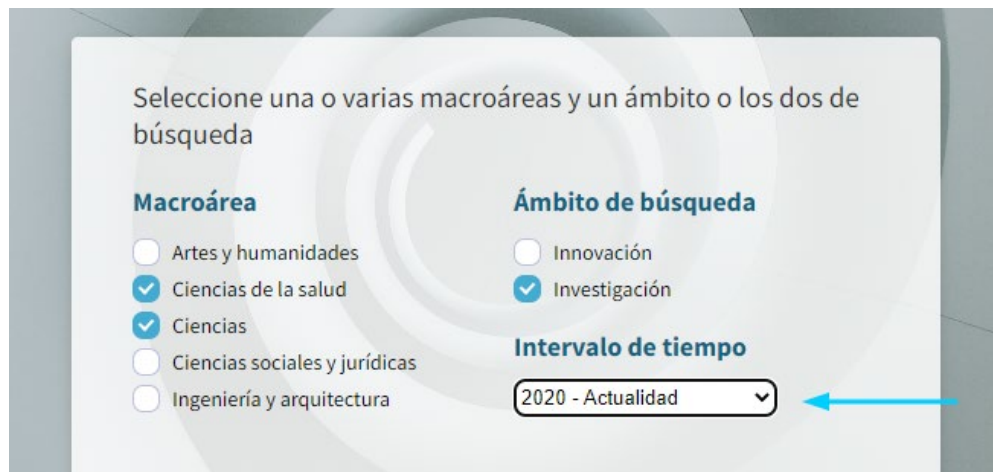 Seleccione una o varias macroáreas y un ámbito o los dos de
búsqueda
Macroárea
Artes y humanidades
Ciencias de la salud
Ciencias
Ciencias sociales y jurídicas
Ingeniería y arquitectura
Ámbito de búsqueda
Innovación
Investigación
Intervalo de tiempo
2020 - Actualidad